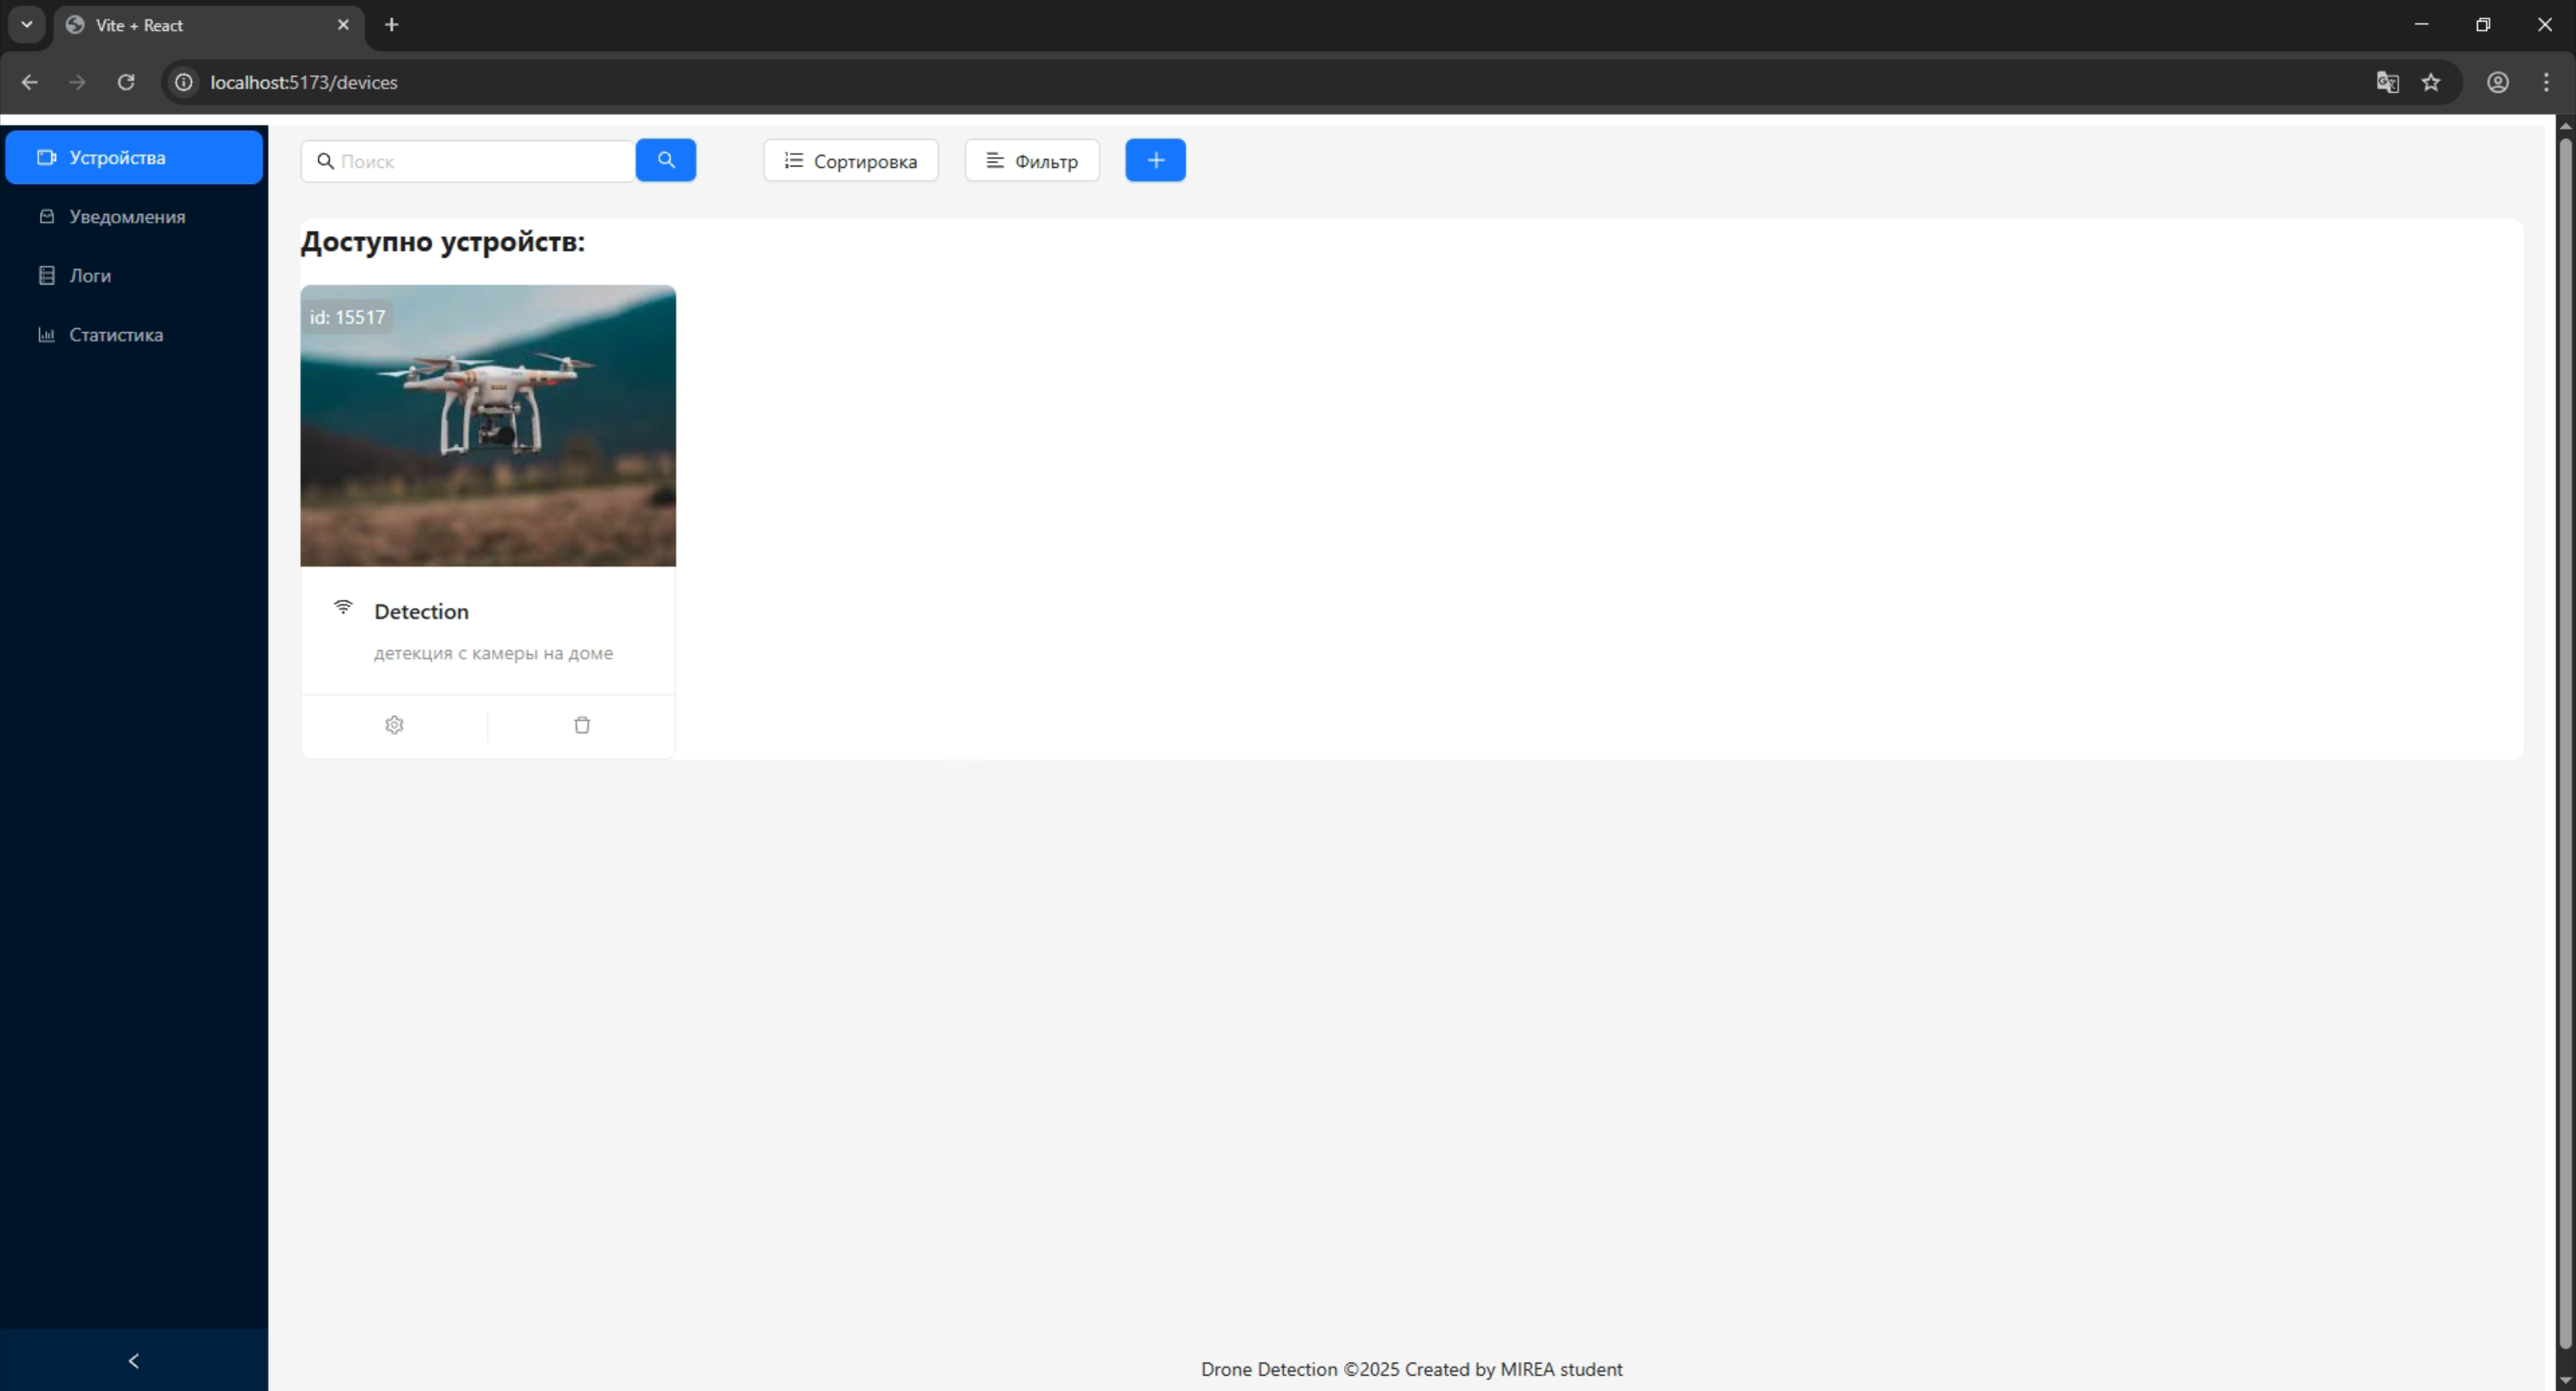 Vite + React
localhost:5173/devices
Устройства
Уведомления
Логи
Статистика
Поиск
Сортировка
Фильтр
Доступно устройств:
id: 15517
Detection
детекция с камеры на доме
Drone Detection ©2025 Created by MIREA student